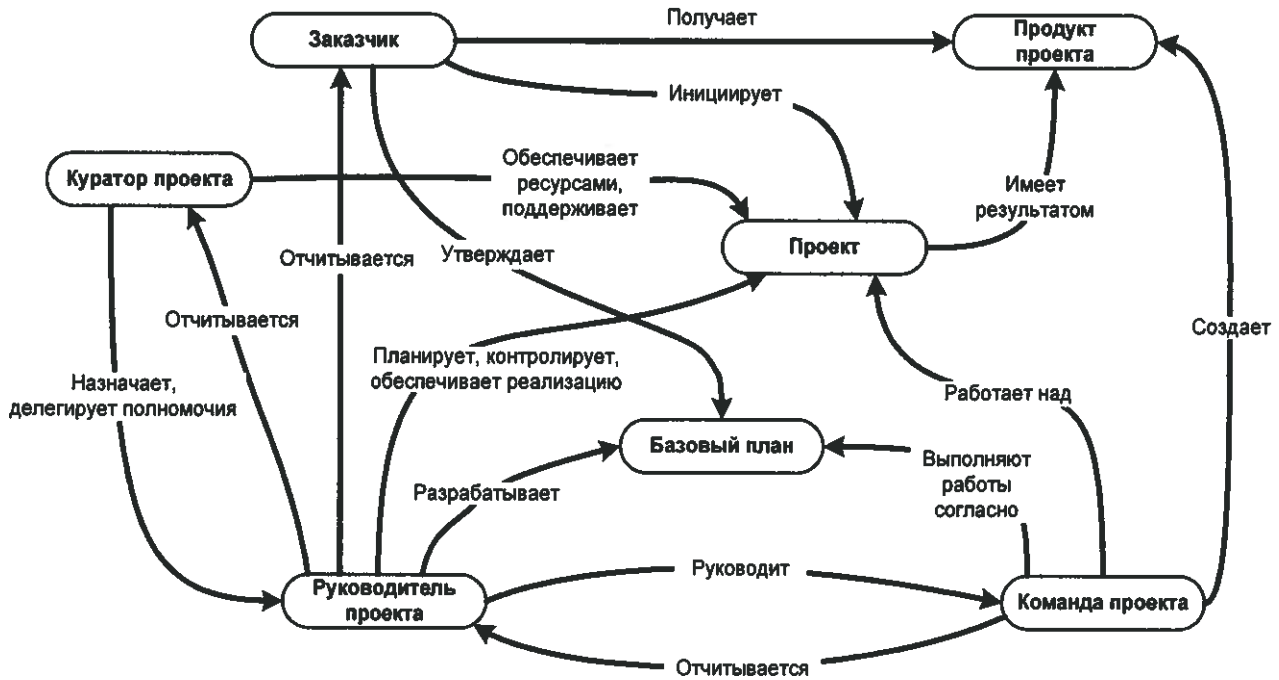 Получает
Заказчик
Продукт
проекта
Инициирует
Обеспечивает
ресурсами,
поддерживает
Куратор проекта
Имеет
результатом
Отчитывается
Утверждает
Проект
Отчитывается
Создает
Планирует, контролирует,
обеспечивает реализацию
Назначает,
делегирует полномочия
Работает над
Базовый план
Выполняют
работы
согласно
Разрабатывает
Руководит
Руководитель
проекта
Команда проекта
Отчитывается